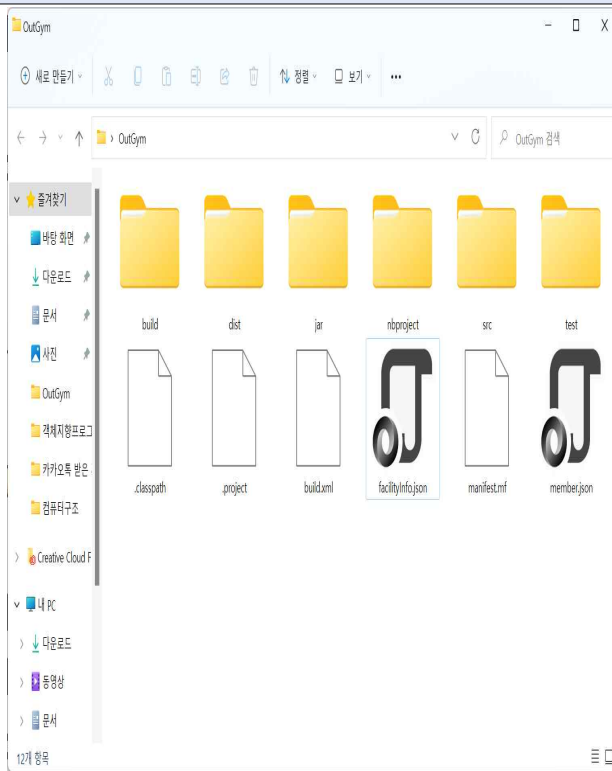 OutGym
새로 만들기
정렬
보기
OutGym
OutGym 검색
즐겨찾기
바탕 화면
다운로드
문서
사진
OutGym
객체지향프로그
카카오톡 받은
컴퓨터구조
Creative Cloud F
내 PC
다운로드
동영상
문서
build
dist
jar
nbproject
src
test
.classpath
.project
build.xml
facilityInfo.json
manifest.mf
member.json
12개 항목